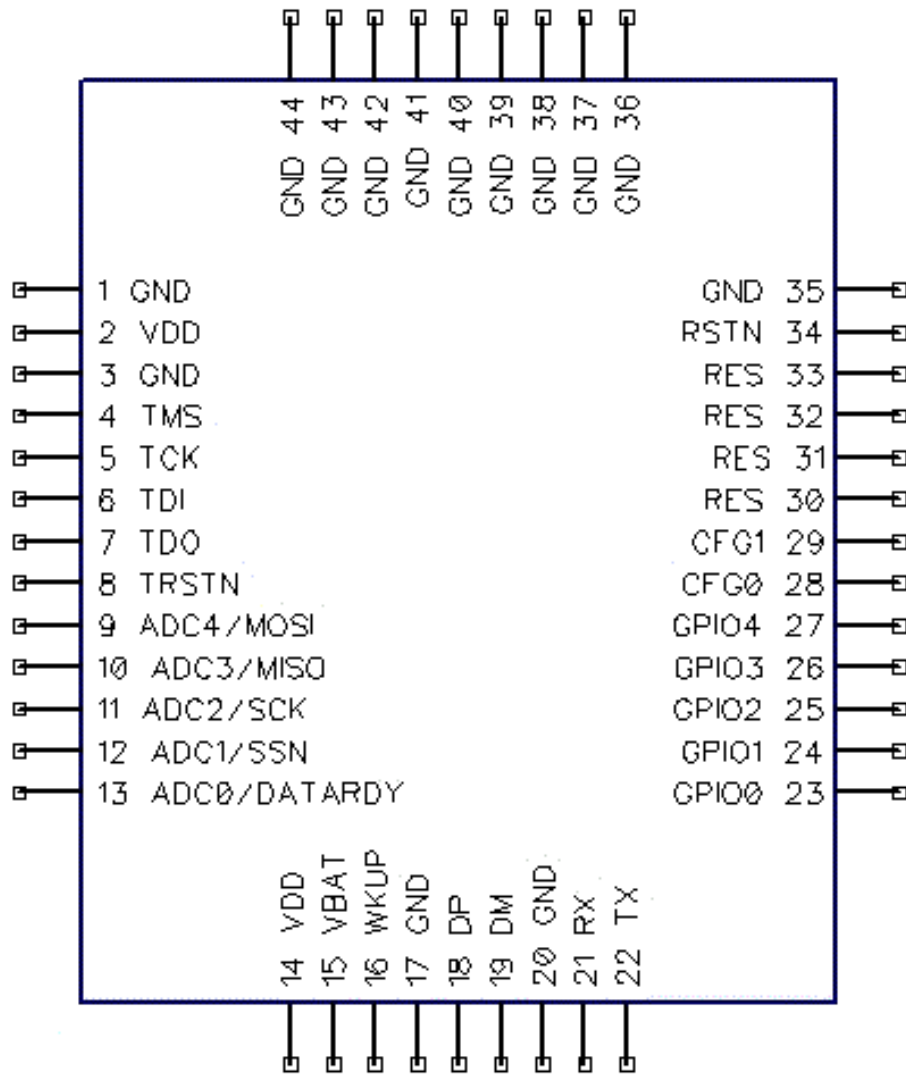 GND 44
GND 43
GND 42
GND 41
GND 40
GND 39
GND 38
GND 37
GND 36
1 GND
GND 35
2 VDD
RSTN 34
3 GND
RES 33
4 TMS
RES 32
5 TCK
RES 31
6 TDI
RES 30
7 TDO
CFG1 29
8 TRSTN
CFG0 28
9 ADC4/MOSI
GPIO4 27
10 ADC3/MISO
GPIO3 26
11 ADC2/SCK
GPIO2 25
12 ADC1/SSN
GPIO1 24
13 ADC0/DATARDY
GPIO0 23
14 VDD
15 VBAT
16 WKUP
17 GND
18 DP
19 DM
20 GND
21 RX
22 TX